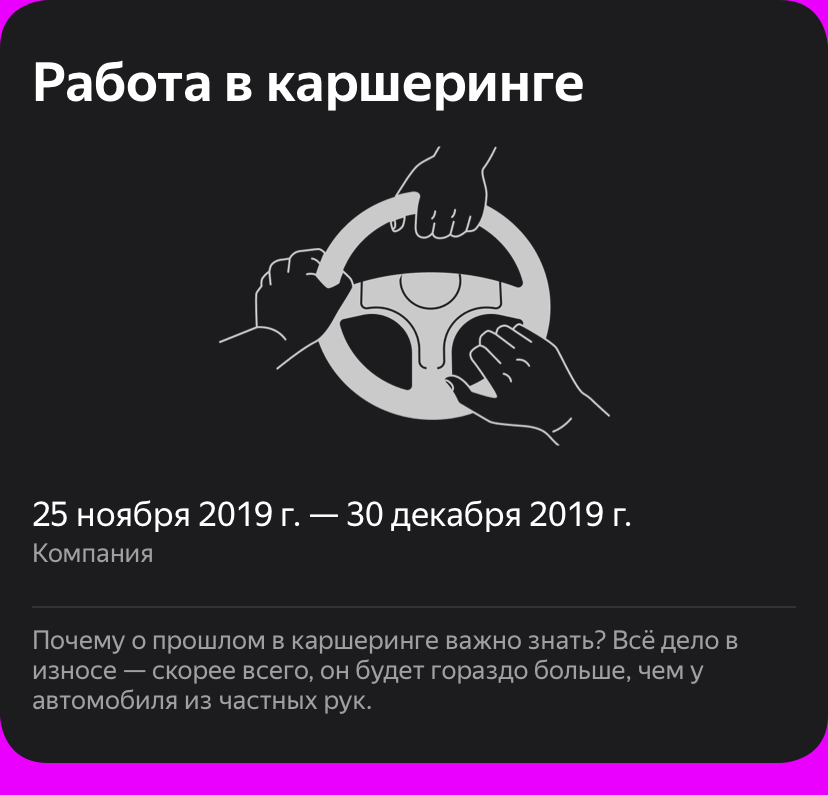 Работа в каршеринге
25 ноября 2019 г. — 30 декабря 2019 г.
Компания
Почему о прошлом в каршеринге важно знать? Всё дело в
износе — скорее всего, он будет гораздо больше, чем у
автомобиля из частных рук.